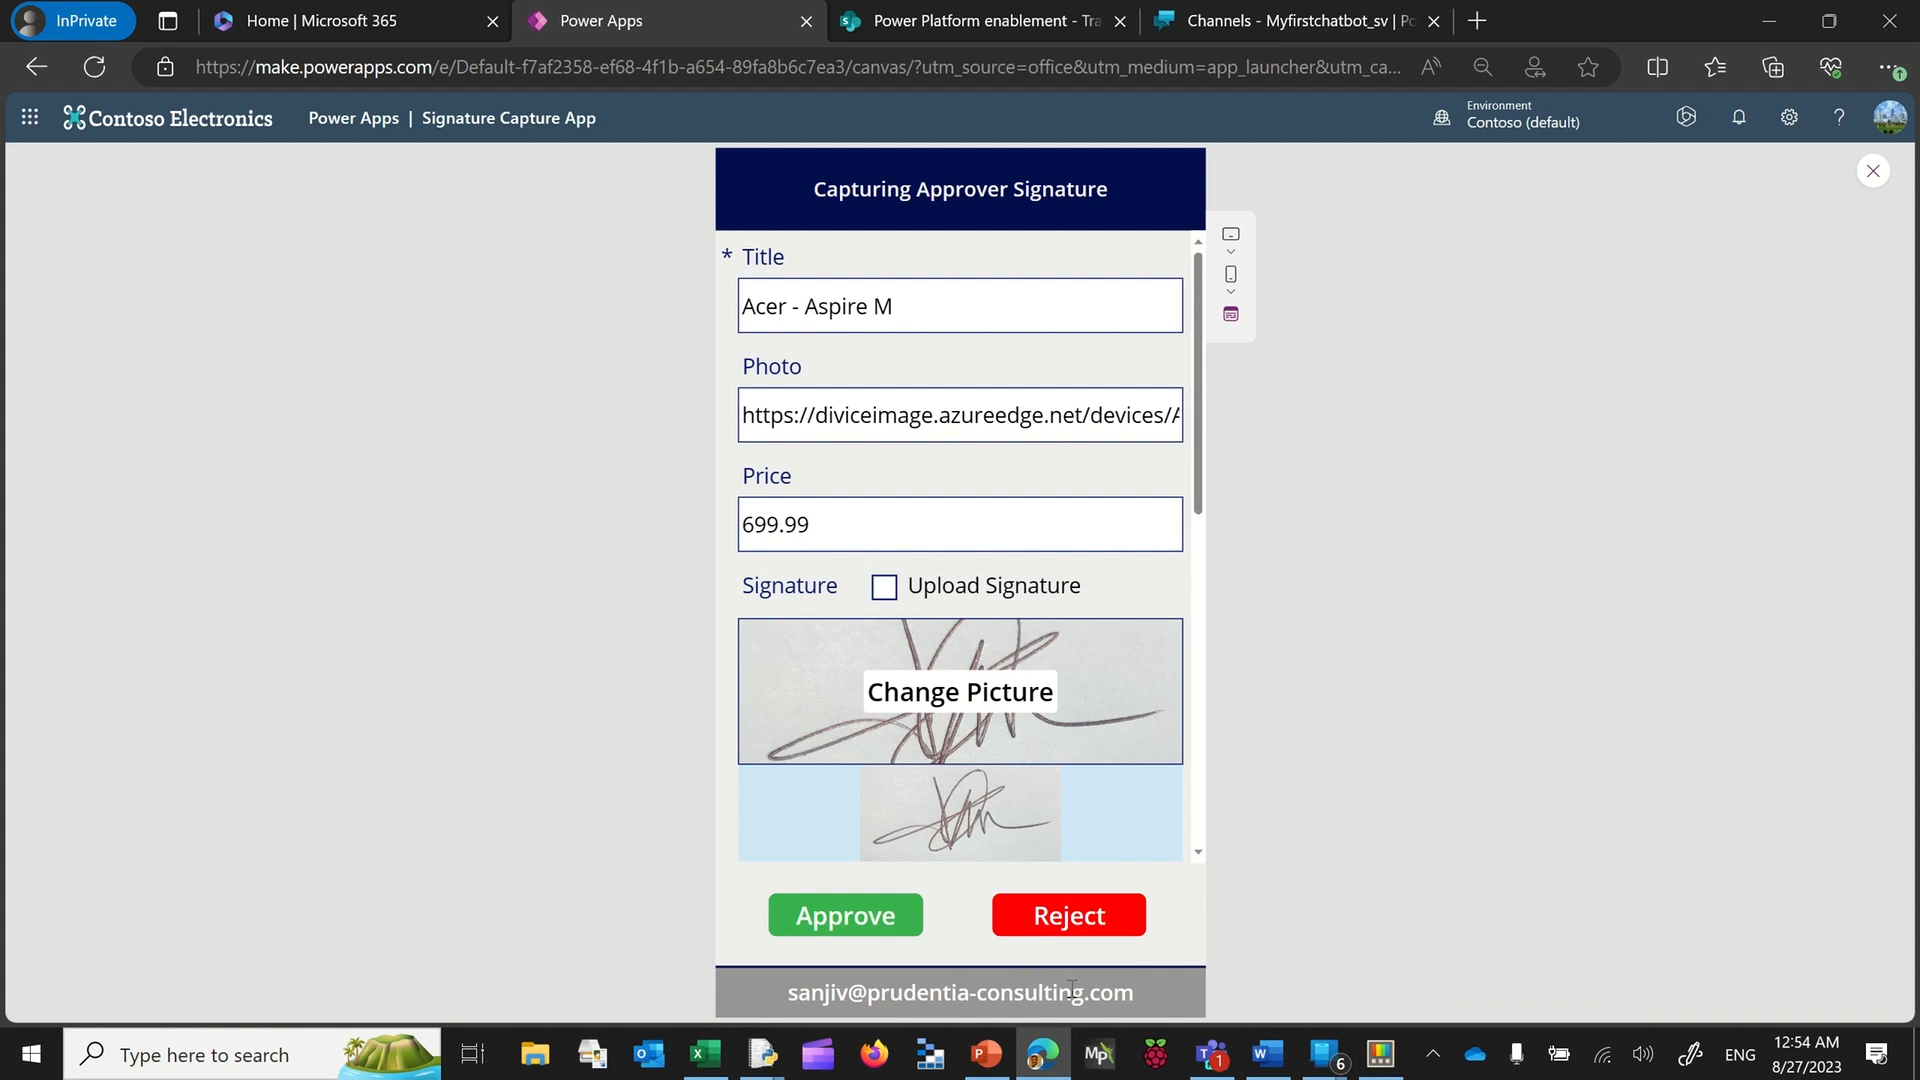 InPrivate
Home | Microsoft 365
Power Apps
Power Platform enablement - Tra
Channels - Myfirstchatbot_sv | Po
https://make.powerapps.com/e/Default-f7af2358-ef68-4f1b-a654-89fa8b6c7ea3/canvas/?utm_source=office&utm_medium=app_launcher&utm_ca...
Contoso Electronics
Power Apps | Signature Capture App
Environment
Contoso (default)
Capturing Approver Signature
* Title
Acer - Aspire M
Photo
https://diviceimage.azureedge.net/devices/A
Price
699.99
Signature
Upload Signature
Change Picture
Approve
Reject
sanjiv@prudentia-consulting.com
Type here to search
1
6
ENG
12:54 AM
8/27/2023